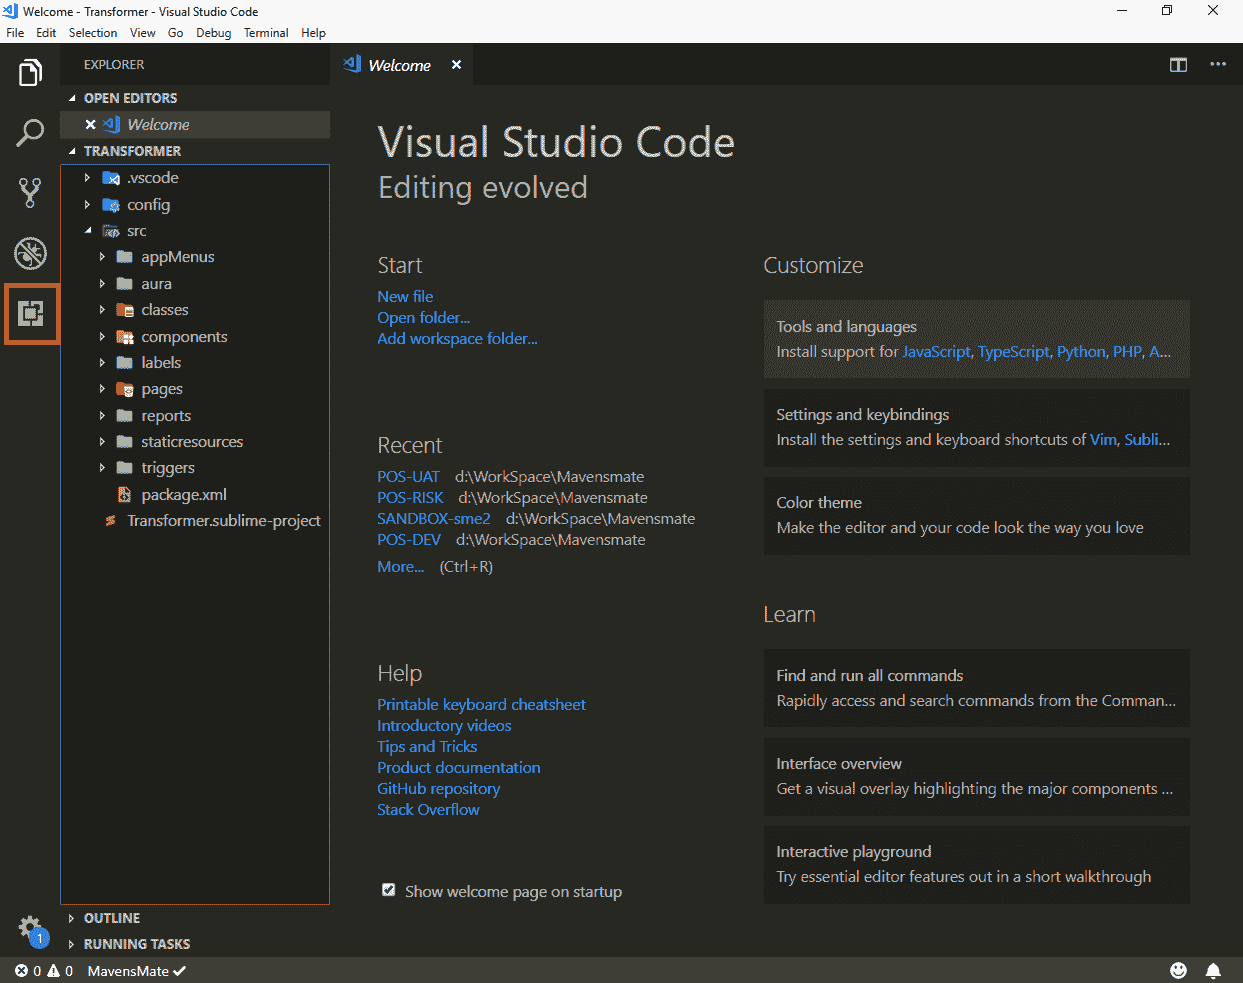 Welcome - Transformer - Visual Studio Code
File Edit Selection View Go Debug Terminal Help
EXPLORER
OPEN EDITORS
Welcome
TRANSFORMER
.vscode
config
src
appMenus
aura
classes
components
labels
pages
reports
staticresources
triggers
package.xml
Transformer.sublime-project
OUTLINE
RUNNING TASKS
1
Welcome
Visual Studio Code
Editing evolved
Start
New file
Open folder...
Add workspace folder...
Recent
POS-UAT d:\WorkSpace\Mavensmate
POS-RISK d:\WorkSpace\Mavensmate
SANDBOX-sme2 d:\WorkSpace\Mavensmate
POS-DEV d:\WorkSpace\Mavensmate
More... (Ctrl+R)
Help
Printable keyboard cheatsheet
Introductory videos
Tips and Tricks
Product documentation
GitHub repository
Stack Overflow
Show welcome page on startup
Customize
Tools and languages
Install support for JavaScript, TypeScript, Python, PHP, A...
Settings and keybindings
Install the settings and keyboard shortcuts of Vim, Subli...
Color theme
Make the editor and your code look the way you love
Learn
Find and run all commands
Rapidly access and search commands from the Comman...
Interface overview
Get a visual overlay highlighting the major components ...
Interactive playground
Try essential editor features out in a short walkthrough
0 0 MavensMate